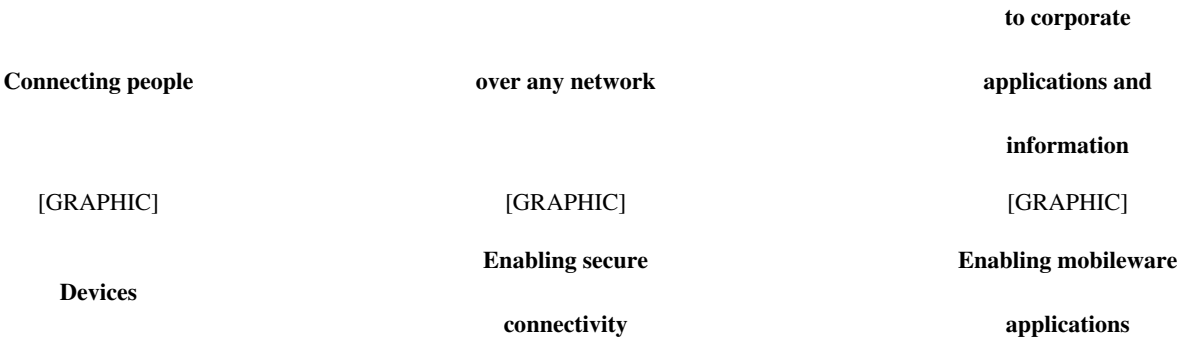 Connecting people
over any network
to corporate
applications and
information
[GRAPHIC]
[GRAPHIC]
[GRAPHIC]
Devices
Enabling secure
connectivity
Enabling mobileware
applications